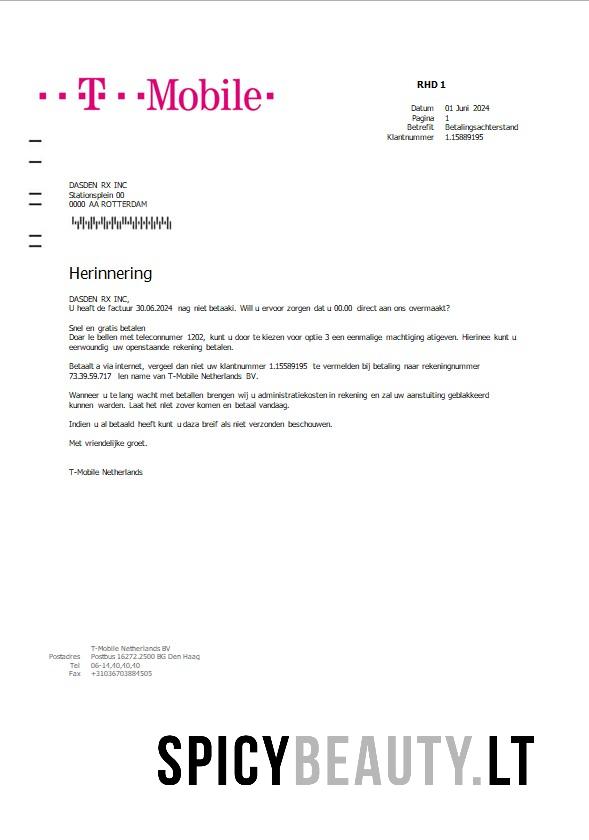 T Mobile
RHD 1
Datum 01 Juni 2024
Pagina 1
Betrefit Betalingsachterstand
Klantnummer 1.15889195
DASDEN RX INC
Stationsplein 00
0000 AA ROTTERDAM
Herinnering
DASDEN RX INC,
U heaft de factuur 30.06.2024 nag niet betaaki. Will u ervoor zorgen dat u 00.00 direct aan ons overmaakt?
Snel en gratis betalen
Doar le bellen met teleconnumer 1202, kunt u door te kiezen voor optie 3 een eenmalige machtiging atigeven. Hierinee kunt u
eerwoundig uw openstaande rekening betalen.
Betaalt a via internet, vergeel dan niet uw klantnummer 1.15589195 te vermelden bij betaling naar rekeningnummer
73.39.59.717 len name van T-Mobile Netherlands BV.
Wanneer u te lang wacht met betallen brengen wij u administratiekosten in rekening en zal uw aanstuiting geblakkeerd
kunnen warden. Laat het nlet zover komen en betaal vandaag.
Indien u al betaald heeft kunt u daza breif als niet verzonden beschouwen.
Met vriendelijke groet.
T-Mobile Netherlands
T-Mobile Netherlands BV
Postadres Postbus 16272.2500 BG Den Haag
Tel 06-14,40,40,40
Fax +31036703884505
SPICYBEAUTY.LT